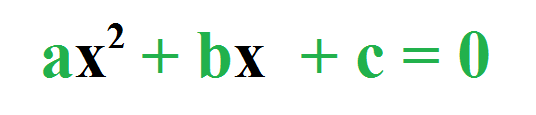 ax² + bx + c = 0